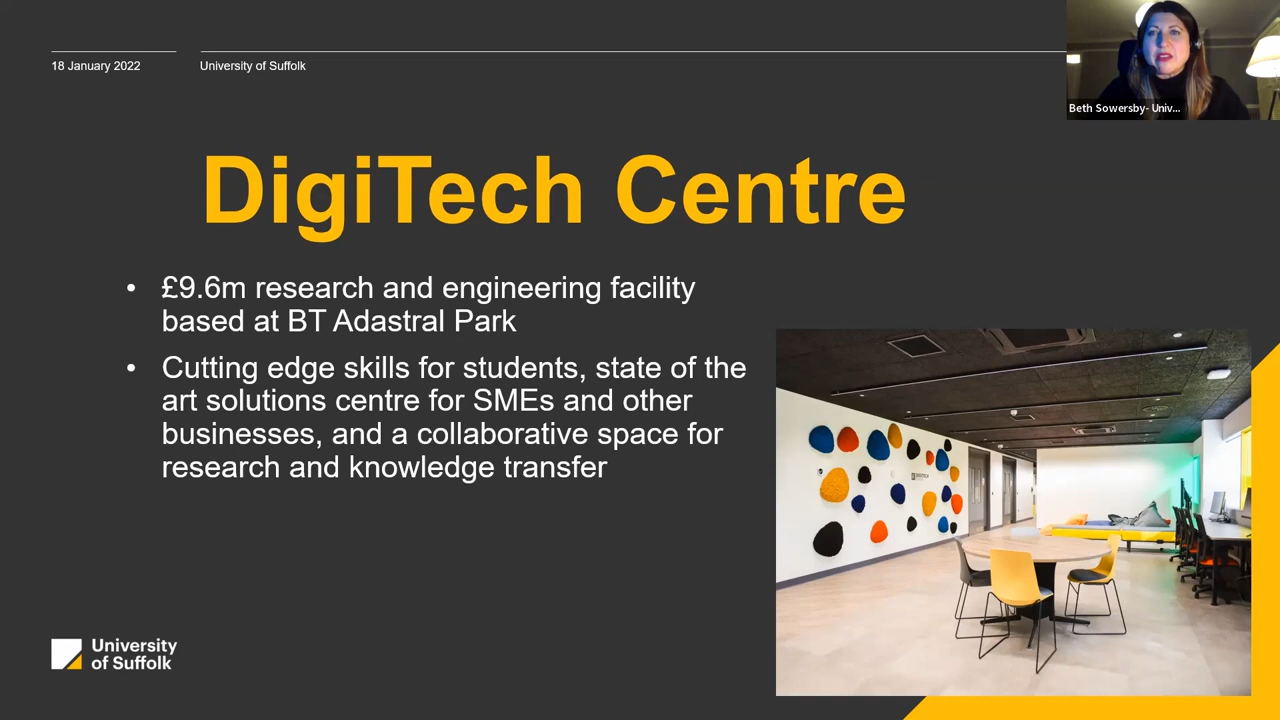 18 January 2022
University of Suffolk
Beth Sowersby- Univ...
DigiTech Centre
• £9.6m research and engineering facility
based at BT Adastral Park
• Cutting edge skills for students, state of the
art solutions centre for SMEs and other
businesses, and a collaborative space for
research and knowledge transfer
DIGITECH
University
of Suffolk